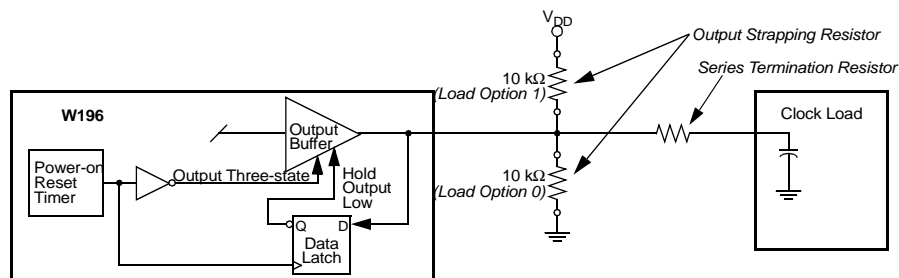 V_DD
Output Strapping Resistor
Series Termination Resistor
10 kΩ
(Load Option 1)
W196
Clock Load
Output
Buffer
Power-on
Reset
Timer
Output Three-state
Hold
Output
Low
10 kΩ
(Load Option 0)
Q
D
Data
Latch